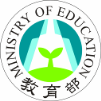 MINISTRY OF EDUCATION
教育部